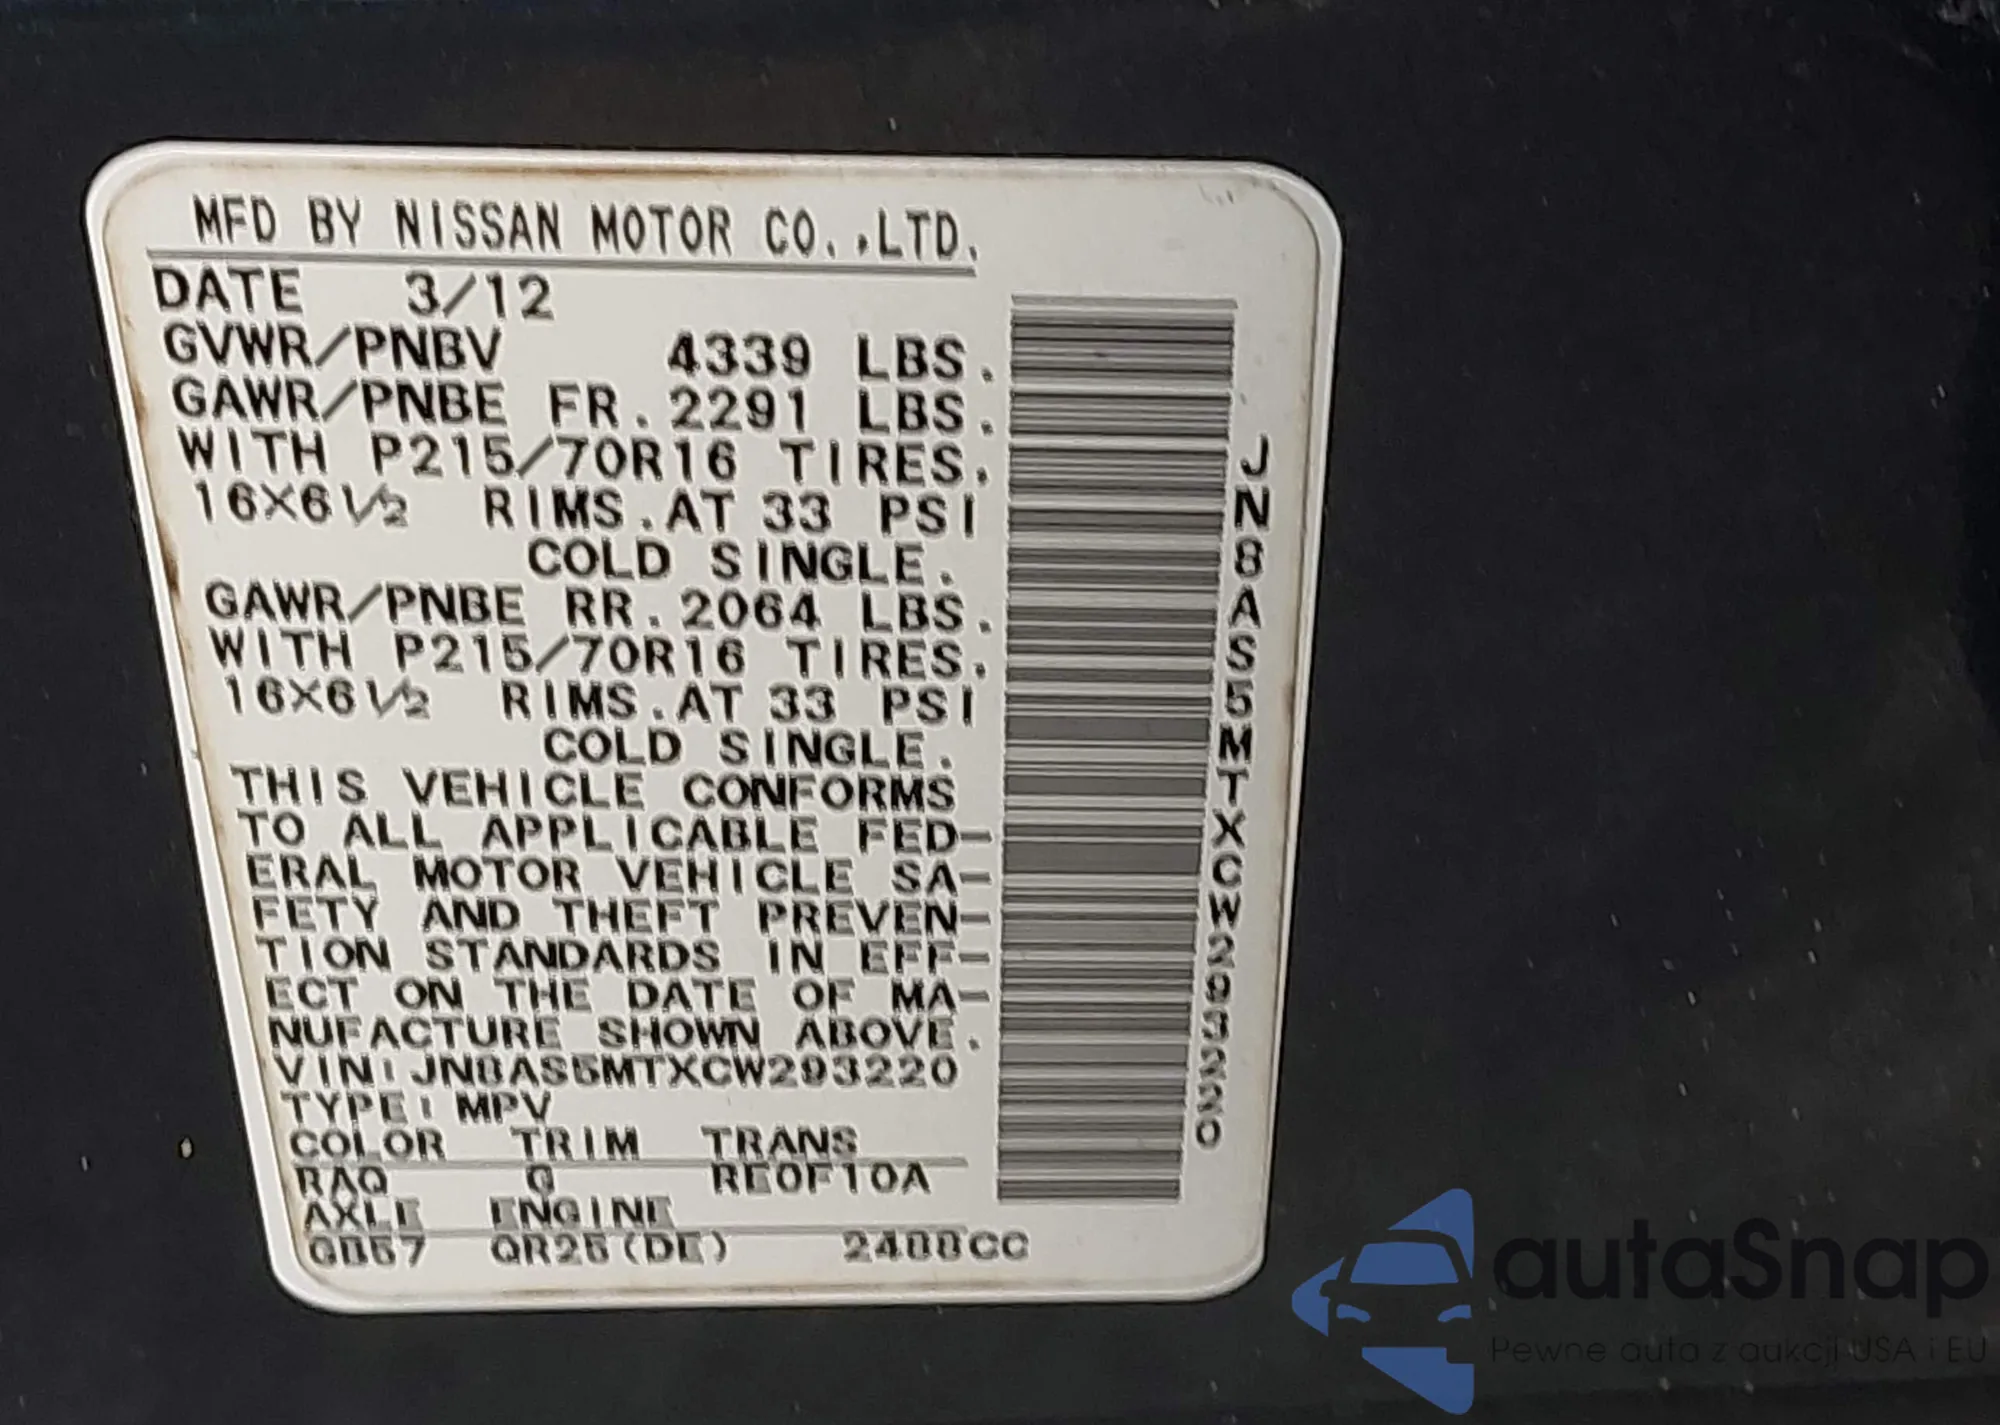 MFD BY NISSAN MOTOR CO.,LTD.
DATE 3/12
GVWR/PNBV 4339 LBS.
GAWR/PNBE FR.2291 LBS.
WITH P215/70R16 TIRES.
16X6 1/2 RIMS.AT 33 PSI
COLD SINGLE.
GAWR/PNBE RR.2064 LBS.
WITH P215/70R16 TIRES.
16X6 1/2 RIMS.AT 33 PSI
COLD SINGLE.
THIS VEHICLE CONFORMS
TO ALL APPLICABLE FED-
ERAL MOTOR VEHICLE SA-
FETY AND THEFT PREVEN-
TION STANDARDS IN EFF-
ECT ON THE DATE OF MA-
NUFACTURE SHOWN ABOVE.
VIN:JN8AS5MTXCW293220
TYPE:MPV
COLOR TRIM TRANS
RAQ G RE0F10A
AXLE ENGINE
GB57 QR25(DE) 2488CC
JN8AS5MTXCW293220
autaSnap
Pewne auta z aukcji USA i EU